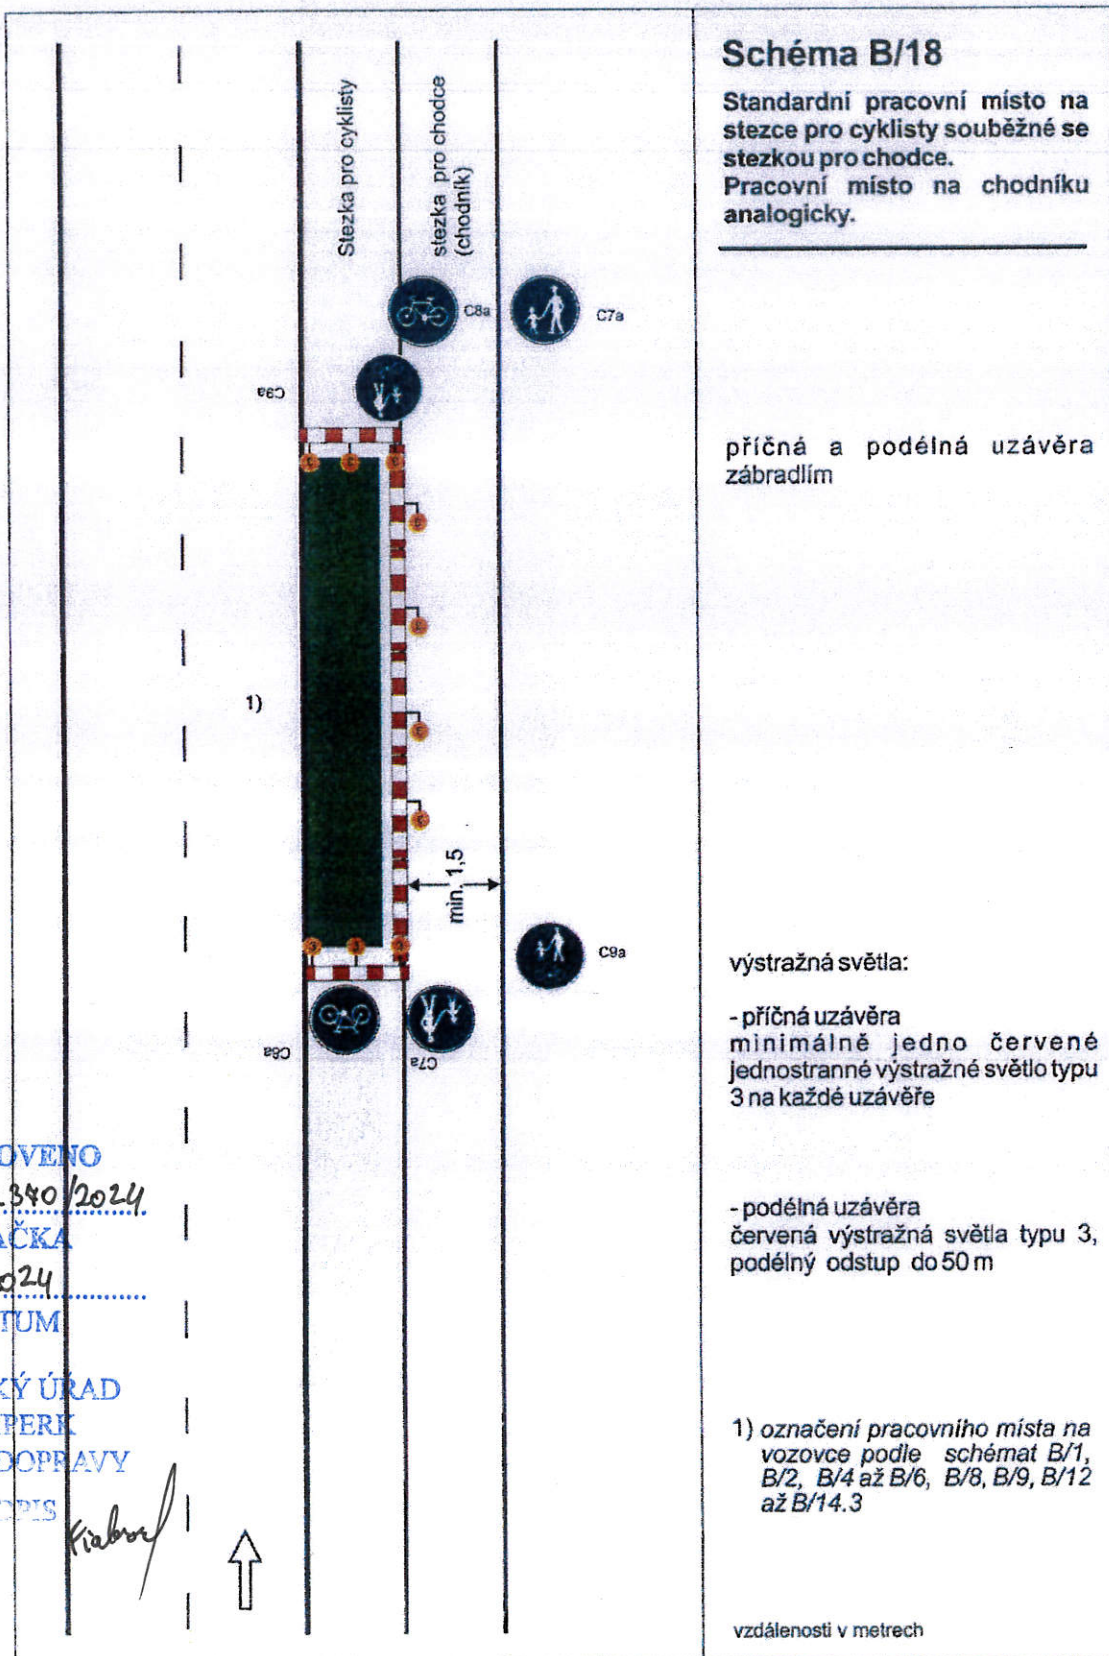 Schéma B/18
Standardní pracovní místo na
stezce pro cyklisty souběžné se
stezkou pro chodce.
Pracovní místo na chodníku
analogicky.
Stezka pro cyklisty
stezka pro chodce
(chodník)
C8a
C7a
C9a
příčná a podélná uzávěra
zábradlím
1)
min. 1,5
C9a
C8a
C7a
výstražná světla:
- příčná uzávěra
minimálně jedno červené
jednostranné výstražné světlo typu
3 na každé uzávěře
- podélná uzávěra
červená výstražná světla typu 3,
podélný odstup do 50 m
1) označení pracovního místa na
vozovce podle schémat B/1,
B/2, B/4 až B/6, B/8, B/9, B/12
až B/14.3
vzdálenosti v metrech
OVENO
340/2024
AČKA
024
TUM
KÝ ÚŘAD
PERK
DOPRAVY
OPIS